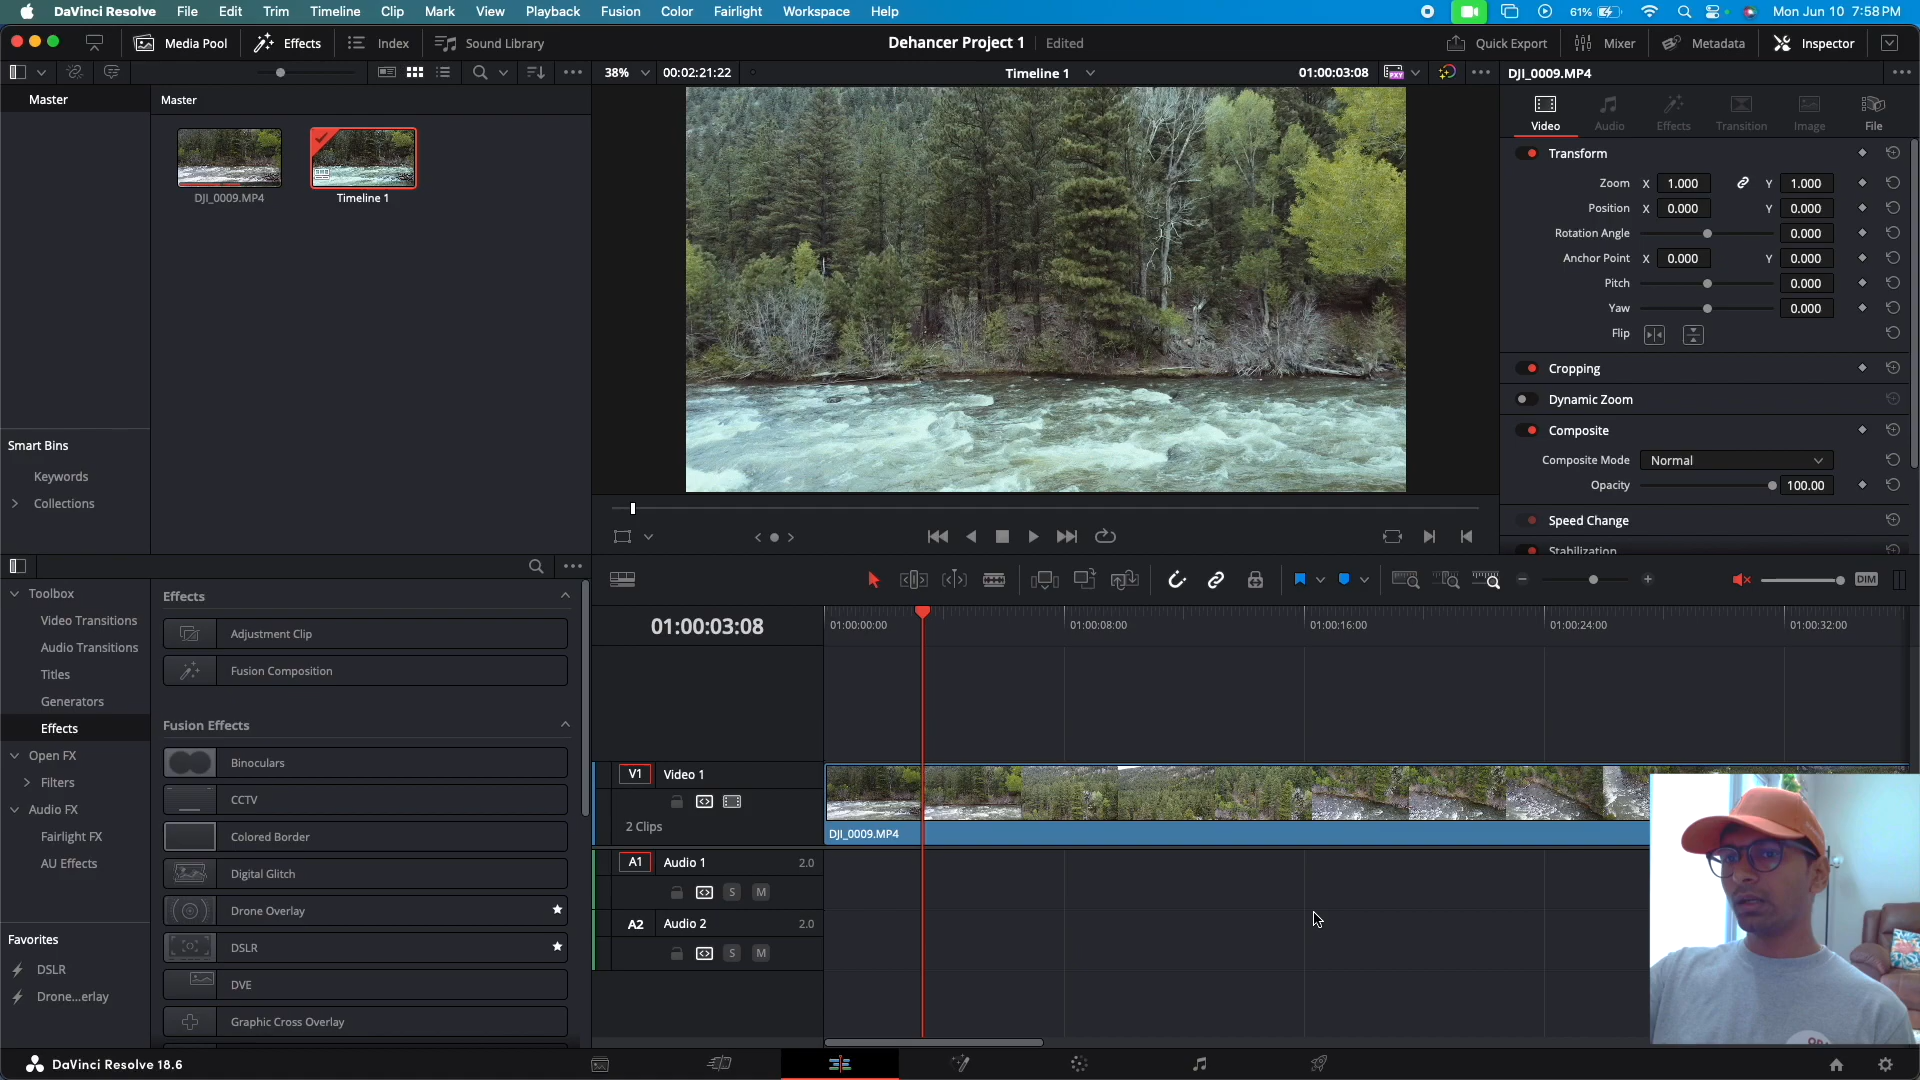 DaVinci Resolve File Edit Trim Timeline Clip Mark View Playback Fusion Color Fairlight Workspace Help 61% Mon Jun 10 7:58 PM
Media Pool Effects Index Sound Library Dehancer Project 1 Edited Quick Export Mixer Metadata Inspector
38% 00:02:21:22 Timeline 1 01:00:03:08 PXY DJI_0009.MP4
Master
Master
DJI_0009.MP4
Timeline 1
Smart Bins
Keywords
Collections
Video Audio Effects Transition Image File
Transform
Zoom X 1.000 Y 1.000
Position X 0.000 Y 0.000
Rotation Angle 0.000
Anchor Point X 0.000 Y 0.000
Pitch 0.000
Yaw 0.000
Flip
Cropping
Dynamic Zoom
Composite
Composite Mode Normal
Opacity 100.00
Speed Change
Stabilization
DIM
Toolbox
Video Transitions
Audio Transitions
Titles
Generators
Effects
Open FX
Filters
Audio FX
Fairlight FX
AU Effects
Favorites
DSLR
Drone...erlay
Effects
Adjustment Clip
Fusion Composition
Fusion Effects
Binoculars
CCTV
Colored Border
Digital Glitch
Drone Overlay
DSLR
DVE
Graphic Cross Overlay
01:00:03:08
01:00:00:00 01:00:08:00 01:00:16:00 01:00:24:00 01:00:32:00
V1 Video 1
2 Clips
DJI_0009.MP4
A1 Audio 1 2.0
S M
A2 Audio 2 2.0
S M
DaVinci Resolve 18.6